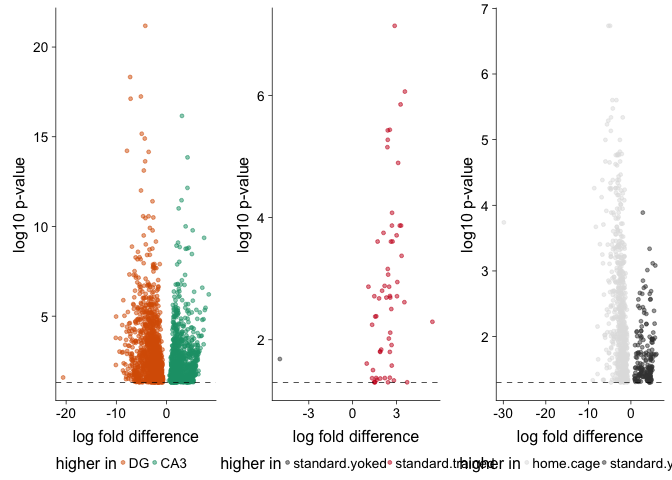 20
15
10
5
log10 p-value
-20
-10
0
log fold difference
higher in
DG
CA3
6
4
2
log10 p-value
-3
0
3
log fold difference
higher in
standard.yoked
7
6
5
4
3
2
log10 p-value
-30
-20
-10
0
log fold difference
higher in
home.cage